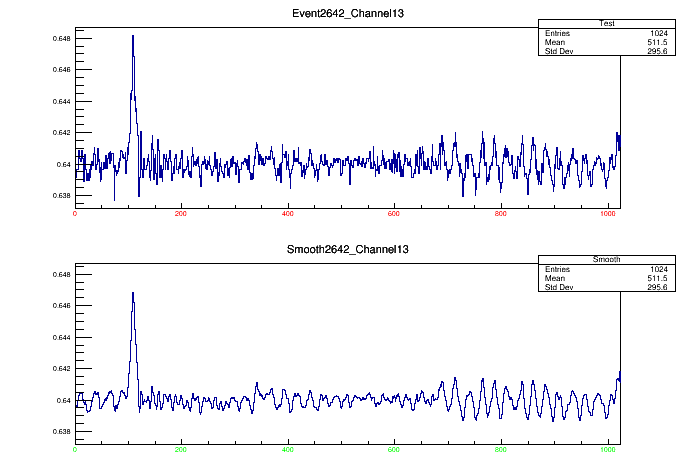 Event2642_Channel13
Test
Entries 1024
Mean 511.5
Std Dev 295.6
0.648
0.646
0.644
0.642
0.64
0.638
0 200 400 600 800 1000
Smooth2642_Channel13
Smooth
Entries 1024
Mean 511.5
Std Dev 295.6
0.648
0.646
0.644
0.642
0.64
0.638
0 200 400 600 800 1000